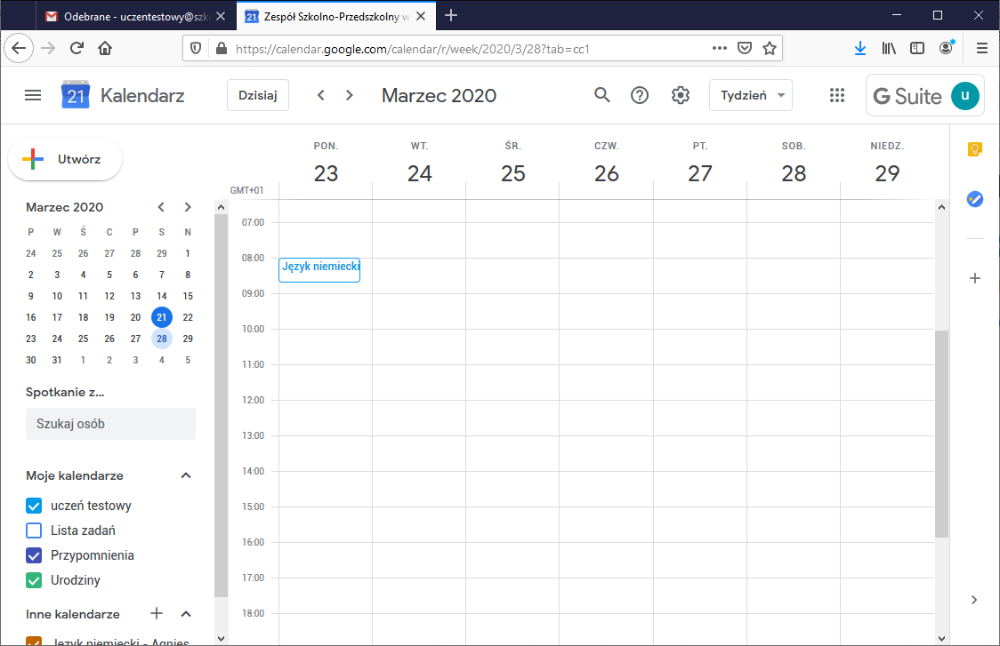 Odebrane - uczentestowy@szk
Zespół Szkolno-Przedszkolny w
https://calendar.google.com/calendar/r/week/2020/3/28?tab=cc1
21 Kalendarz Dzisiaj Marzec 2020 Tydzień G Suite u
Utwórz
PON. WT. ŚR. CZW. PT. SOB. NIEDZ.
23 24 25 26 27 28 29
GMT+01
Marzec 2020
P W Ś C P S N
24 25 26 27 28 29 1
2 3 4 5 6 7 8
9 10 11 12 13 14 15
16 17 18 19 20 21 22
23 24 25 26 27 28 29
30 31 1 2 3 4 5
Spotkanie z...
Szukaj osób
Moje kalendarze
uczeń testowy
Lista zadań
Przypomnienia
Urodziny
Inne kalendarze
Język niemiecki - Agnies
07:00
08:00
Język niemiecki
09:00
10:00
11:00
12:00
13:00
14:00
15:00
16:00
17:00
18:00